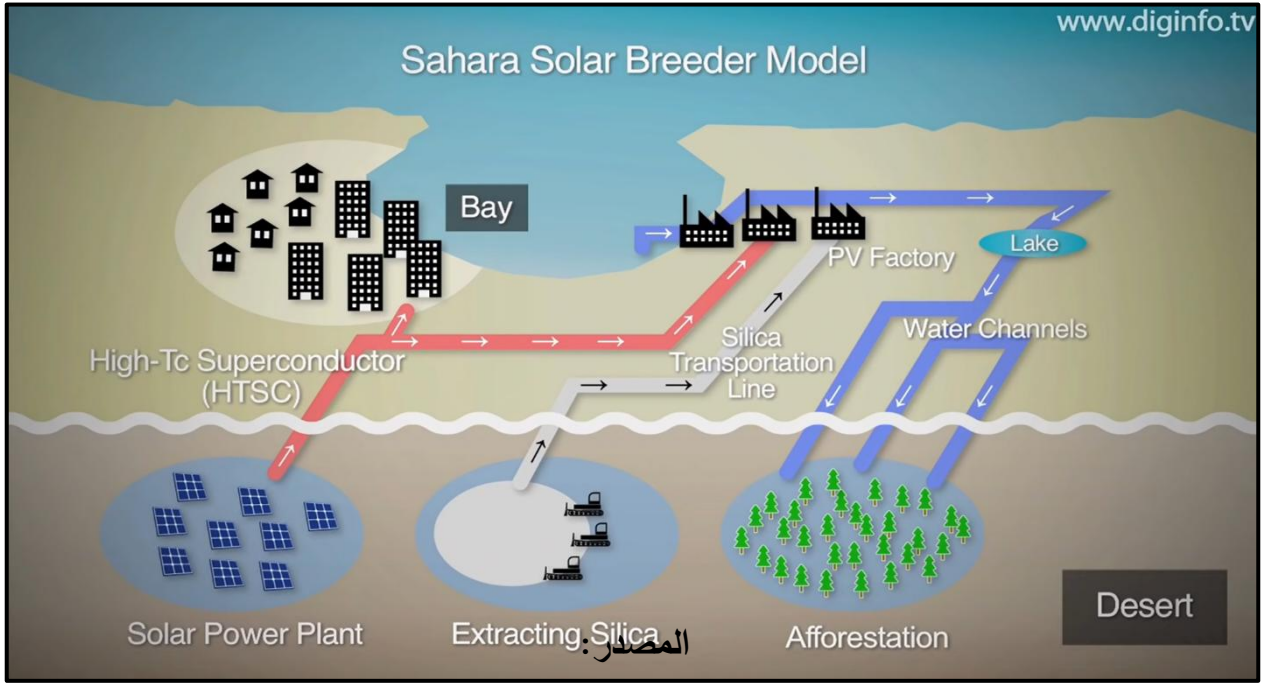 www.diginfo.tv
Sahara Solar Breeder Model
Bay
Lake
PV Factory
Water Channels
High-Tc Superconductor
(HTSC)
Silica
Transportation
Line
Solar Power Plant
Extracting Silica
Afforestation
Desert
المصدر: